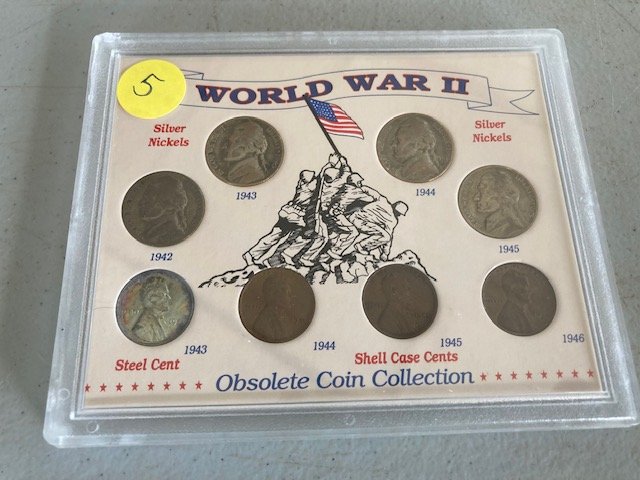 5
WORLD WAR II
Silver
Nickels
Silver
Nickels
1943
1944
1942
1945
1943
1944
1945
1946
Steel Cent
Shell Case Cents
Obsolete Coin Collection